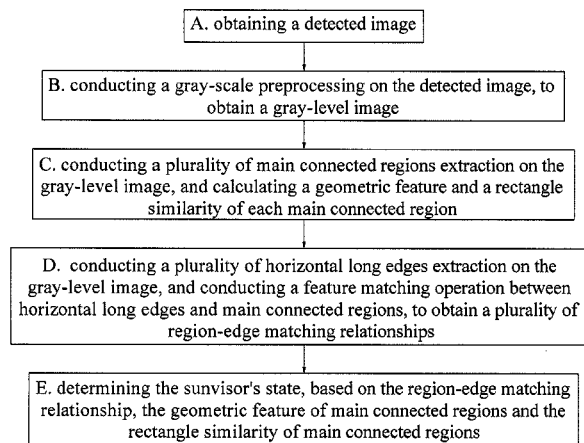 A. obtaining a detected image
B. conducting a gray-scale preprocessing on the detected image, to
obtain a gray-level image
C. conducting a plurality of main connected regions extraction on the
gray-level image, and calculating a geometric feature and a rectangle
similarity of each main connected region
D. conducting a plurality of horizontal long edges extraction on the
gray-level image, and conducting a feature matching operation between
horizontal long edges and main connected regions, to obtain a plurality of
region-edge matching relationships
E. determining the sunvisor's state, based on the region-edge matching
relationship, the geometric feature of main connected regions and the
rectangle similarity of main connected regions